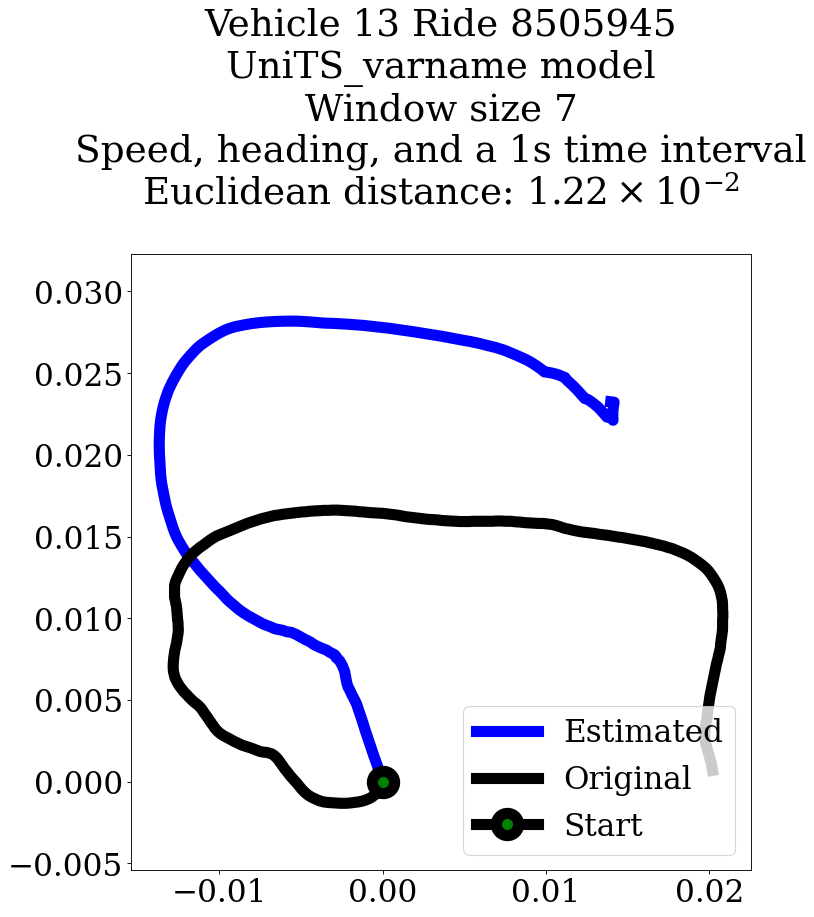 Vehicle 13 Ride 8505945
UniTS_varname model
Window size 7
Speed, heading, and a 1s time interval
Euclidean distance: 1.22 × 10⁻²
0.030
0.025
0.020
0.015
0.010
0.005
0.000
−0.005
−0.01
0.00
0.01
0.02
Estimated
Original
Start